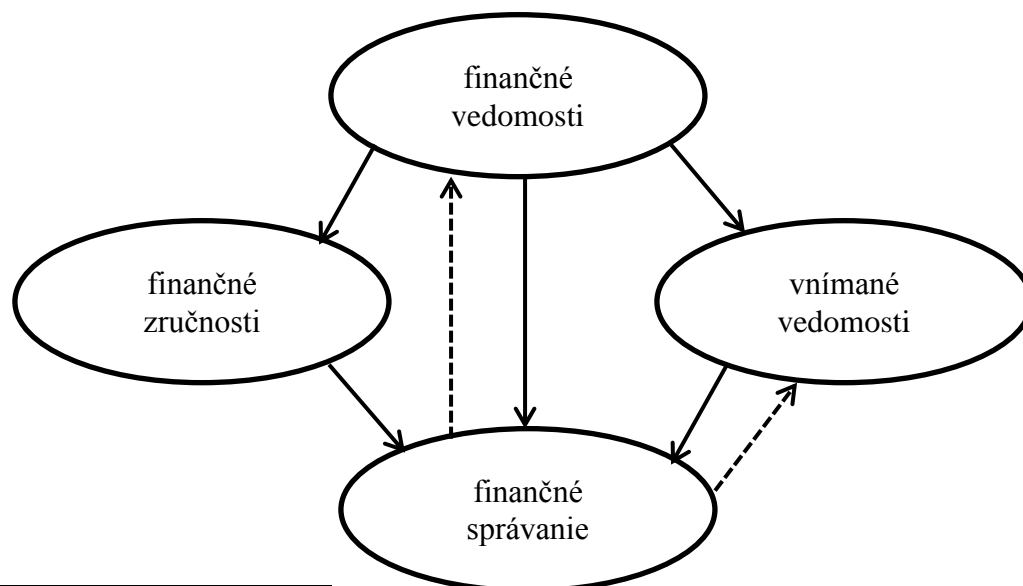 finančné
vedomosti
finančné
zručnosti
vnímané
vedomosti
finančné
správanie